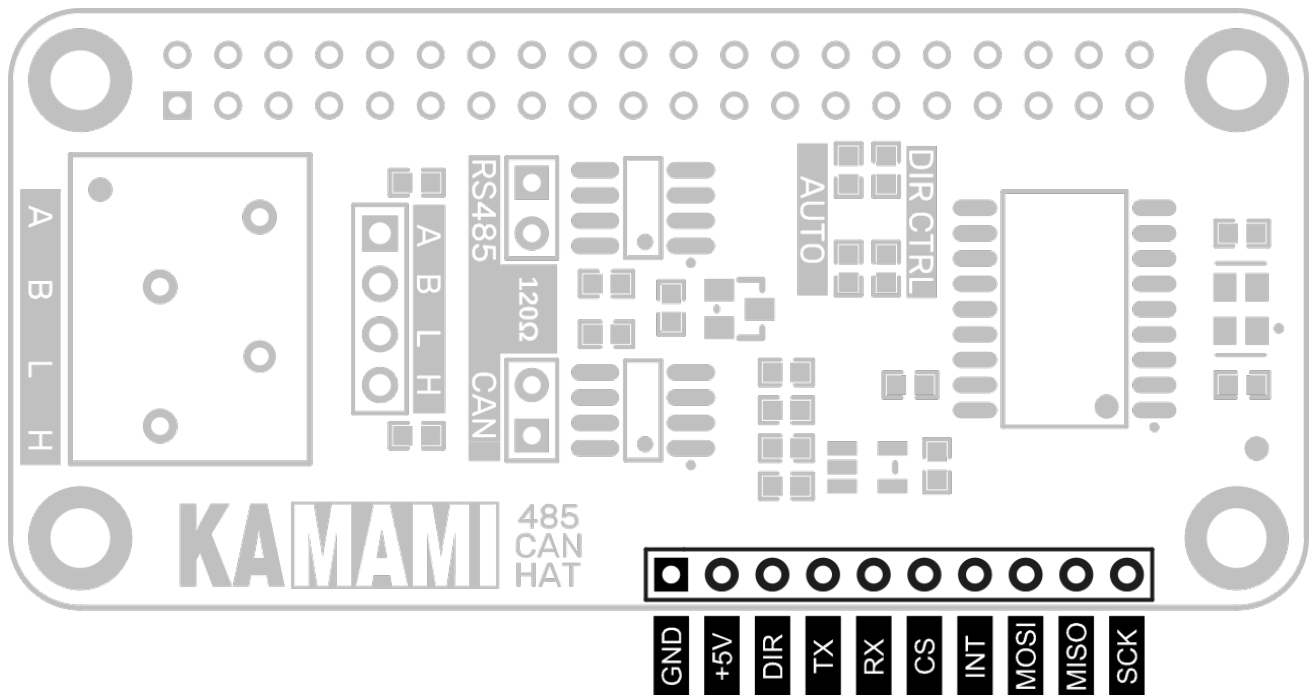 A
B
L
H
A
B
L
H
RS485
120Ω
CAN
AUTO
DIR CTRL
KAMAMI
485
CAN
HAT
GND
+5V
DIR
TX
RX
CS
INT
MOSI
MISO
SCK